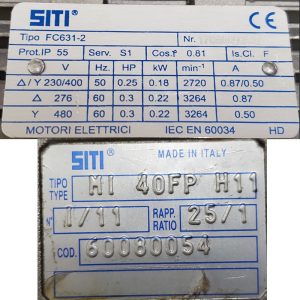 SITI CE
Tipo FC631-2 Nr.
Prot.IP 55 Serv. S1 Cos.f 0.81 Is.Cl. F
V Hz. HP kW min-¹ A
Δ / Y 230/400 50 0.25 0.18 2720 0.87/0.50
Δ 276 60 0.3 0.22 3264 0.87
Y 480 60 0.3 0.22 3264 0.50
MOTORI ELETTRICI IEC EN 60034 HD
SITI MADE IN ITALY
TIPO TYPE MI 40FP H11
N° 1/11 RAPP. RATIO 25/1
COD. 60080054